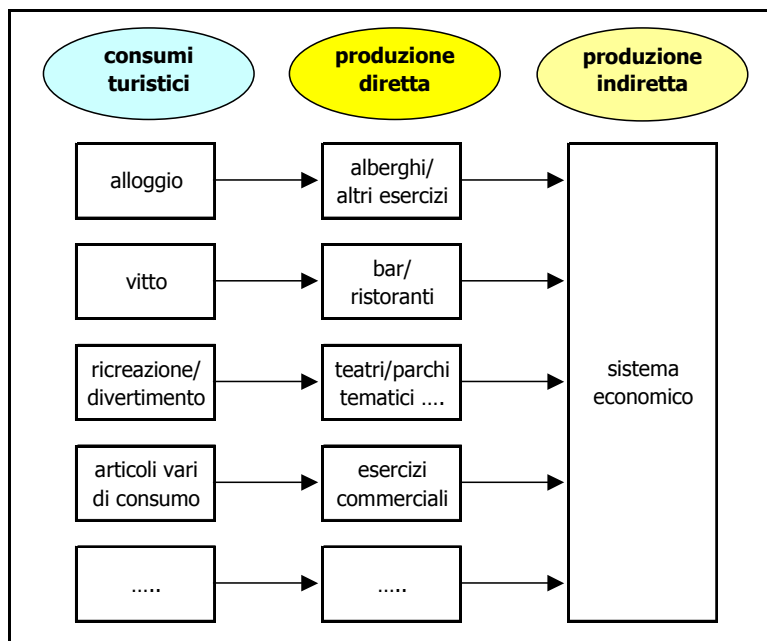 consumi
turistici
produzione
diretta
produzione
indiretta
alloggio
alberghi/
altri esercizi
vitto
bar/
ristoranti
ricreazione/
divertimento
teatri/parchi
tematici ....
sistema
economico
articoli vari
di consumo
esercizi
commerciali
.....
.....